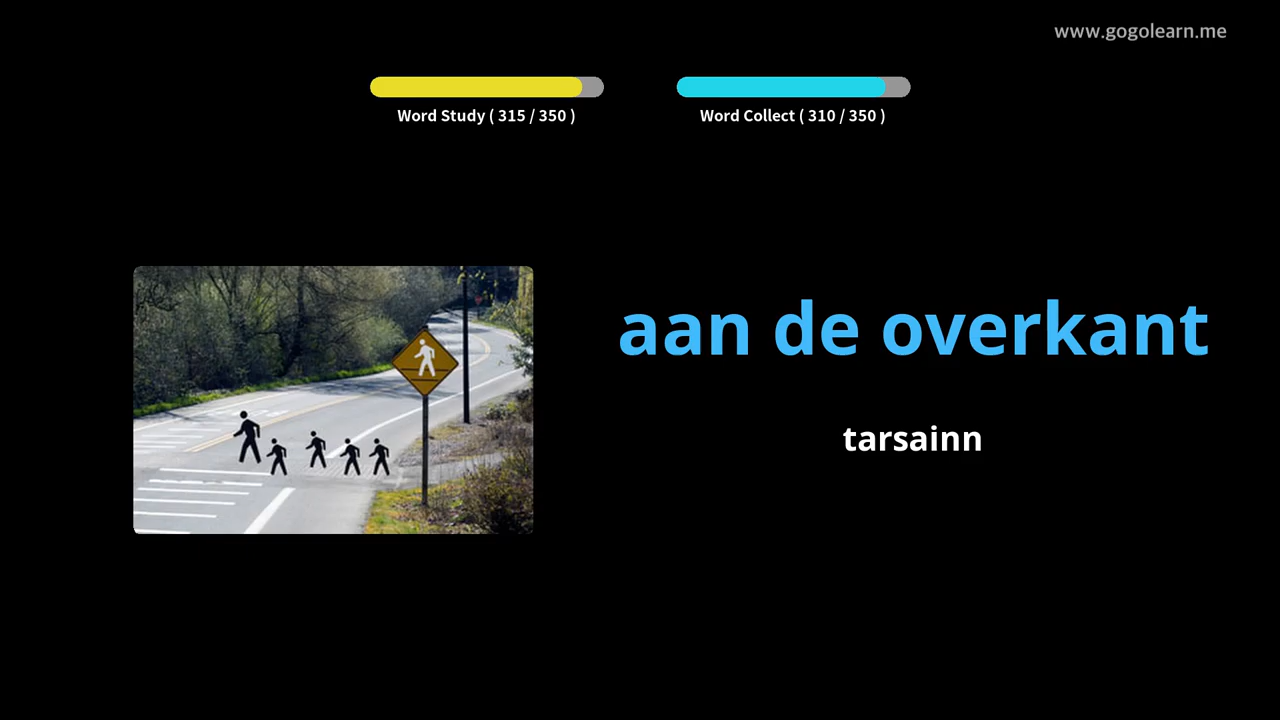 www.gogolearn.me
Word Study ( 315 / 350 )
Word Collect ( 310 / 350 )
aan de overkant
tarsainn